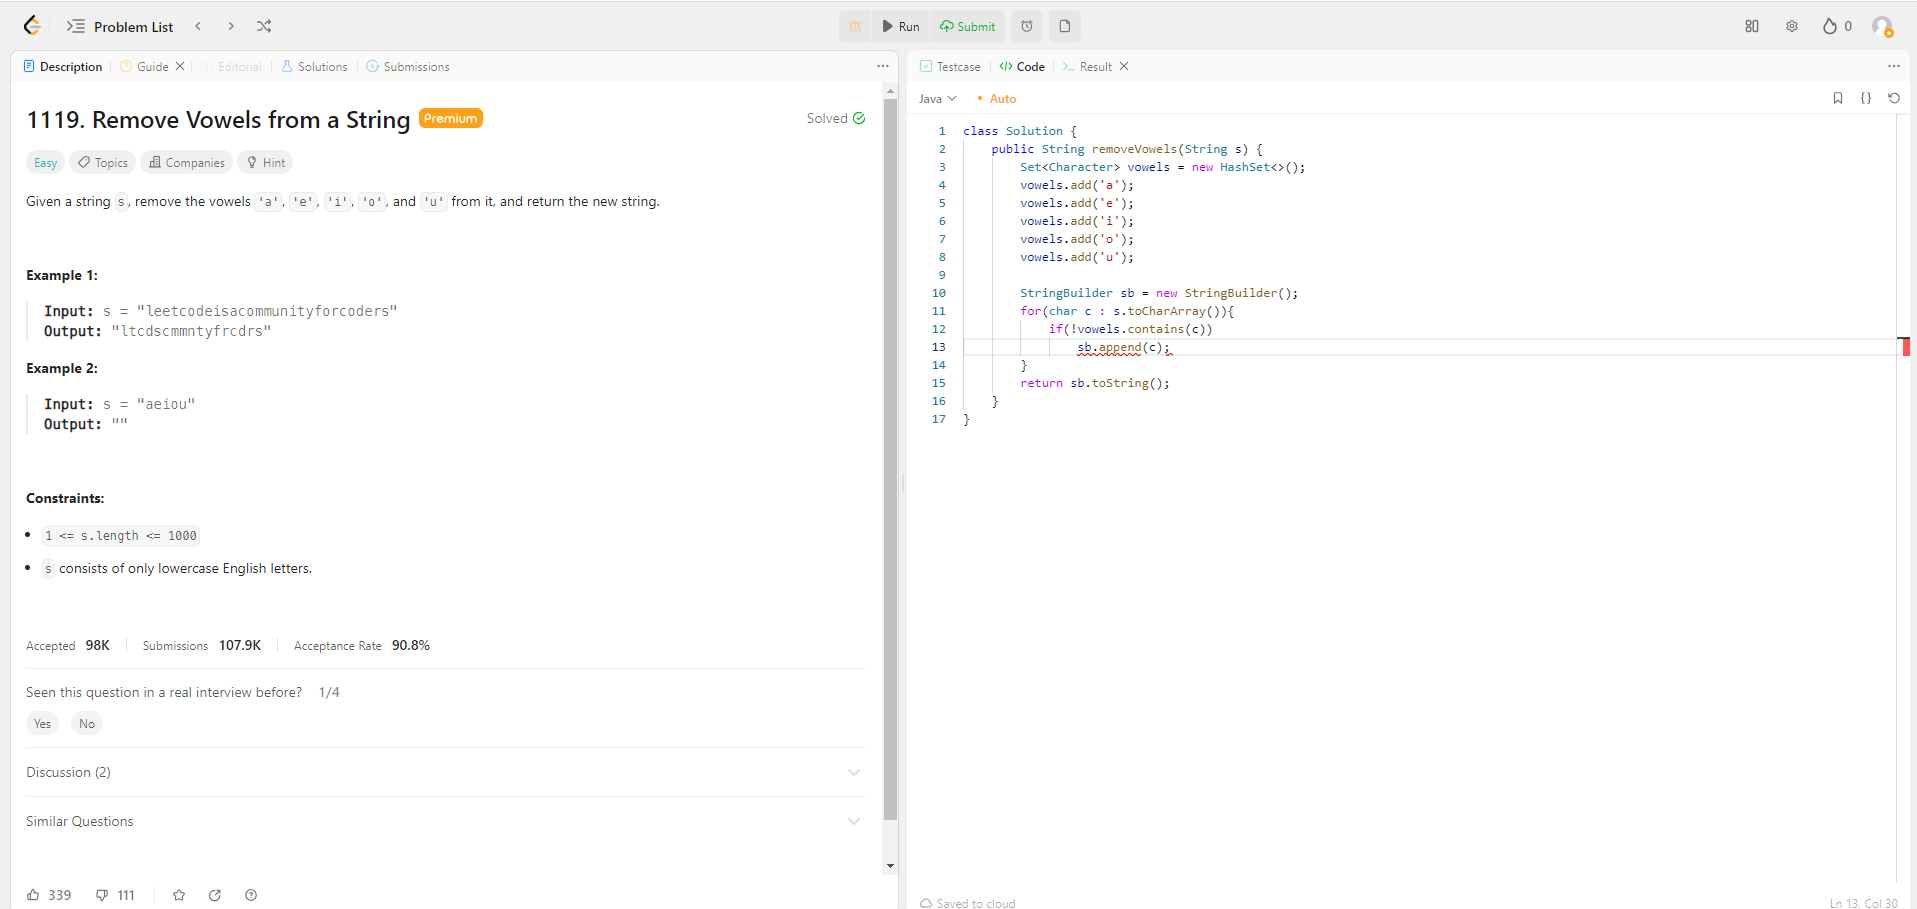 Problem List
Run
Submit
0
Description
Guide
Editorial
Solutions
Submissions
1119. Remove Vowels from a String
Premium
Solved
Easy
Topics
Companies
Hint
Given a string s, remove the vowels 'a', 'e', 'i', 'o', and 'u' from it, and return the new string.
Example 1:
Input: s = "leetcodeisacommunityforcoders"
Output: "ltcdscmmntyfrcdrs"
Example 2:
Input: s = "aeiou"
Output: ""
Constraints:
1 <= s.length <= 1000
s consists of only lowercase English letters.
Accepted 98K
Submissions 107.9K
Acceptance Rate 90.8%
Seen this question in a real interview before? 1/4
Yes
No
Discussion (2)
Similar Questions
339
111
Testcase
Code
Result
Java
Auto
1 class Solution {
2 public String removeVowels(String s) {
3 Set<Character> vowels = new HashSet<>();
4 vowels.add('a');
5 vowels.add('e');
6 vowels.add('i');
7 vowels.add('o');
8 vowels.add('u');
9
10 StringBuilder sb = new StringBuilder();
11 for(char c : s.toCharArray()){
12 if(!vowels.contains(c))
13 sb.append(c);
14 }
15 return sb.toString();
16 }
17 }
Saved to cloud
Ln 13, Col 30